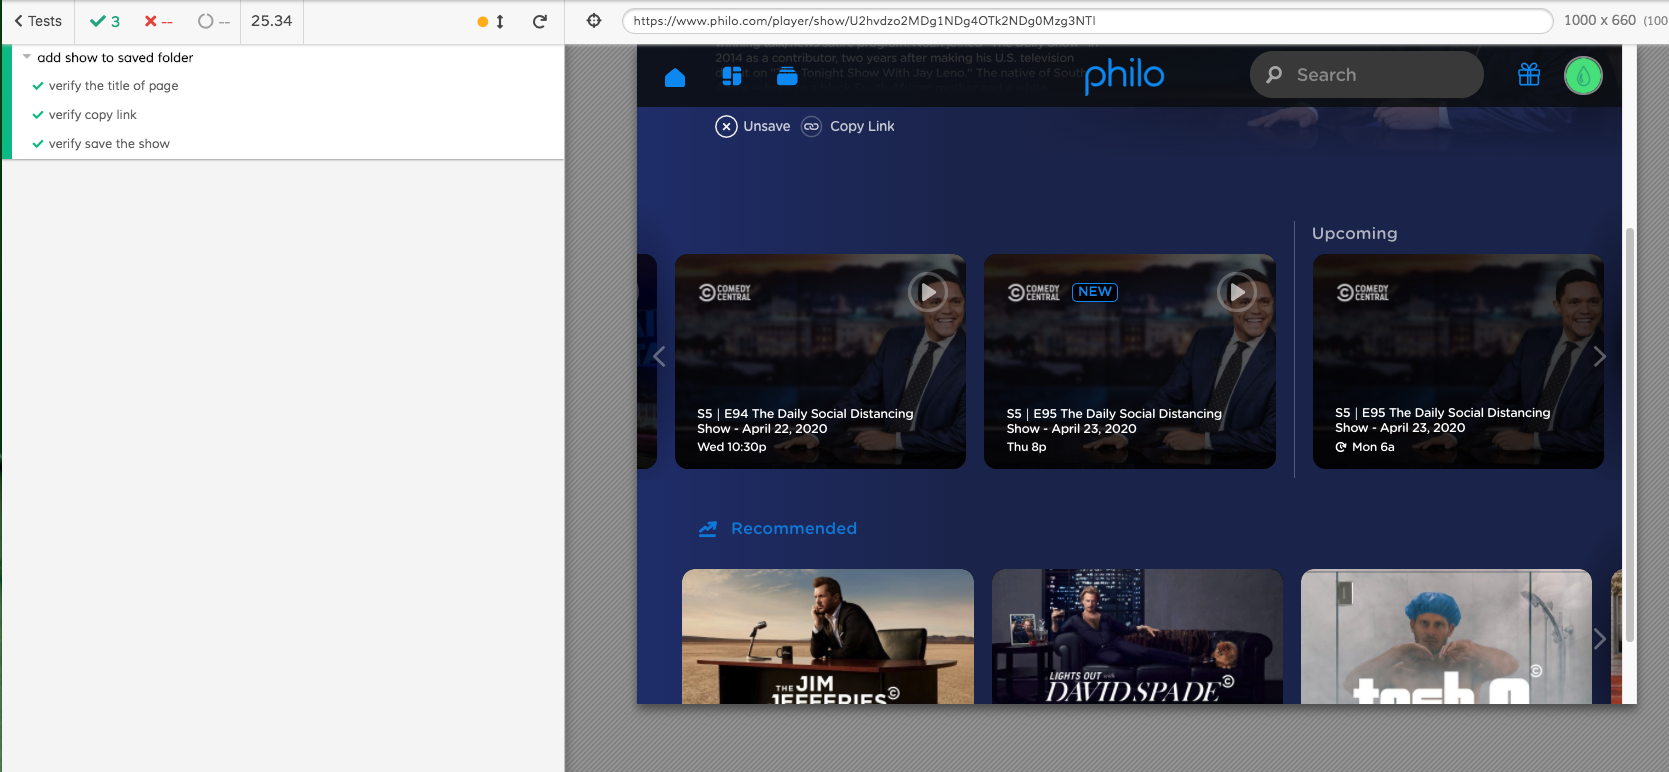 Tests
3
--
--
25.34
https://www.philo.com/player/show/U2hvdzo2MDg1NDg4OTk2NDg0Mzg3NTI
1000 x 660 (100
add show to saved folder
verify the title of page
verify copy link
verify save the show
2014 as a contributor, two years after making his U.S. television
Tonight Show With Jay Leno." The native of South
philo
Search
Unsave
Copy Link
Upcoming
COMEDY
CENTRAL
COMEDY
CENTRAL
NEW
COMEDY
CENTRAL
S5 | E94 The Daily Social Distancing
Show - April 22, 2020
Wed 10:30p
S5 | E95 The Daily Social Distancing
Show - April 23, 2020
Thu 8p
S5 | E95 The Daily Social Distancing
Show - April 23, 2020
Mon 6a
Recommended
THE JIM
JEFFERIES
LIGHTS OUT with
DAVID SPADE
tosh.0